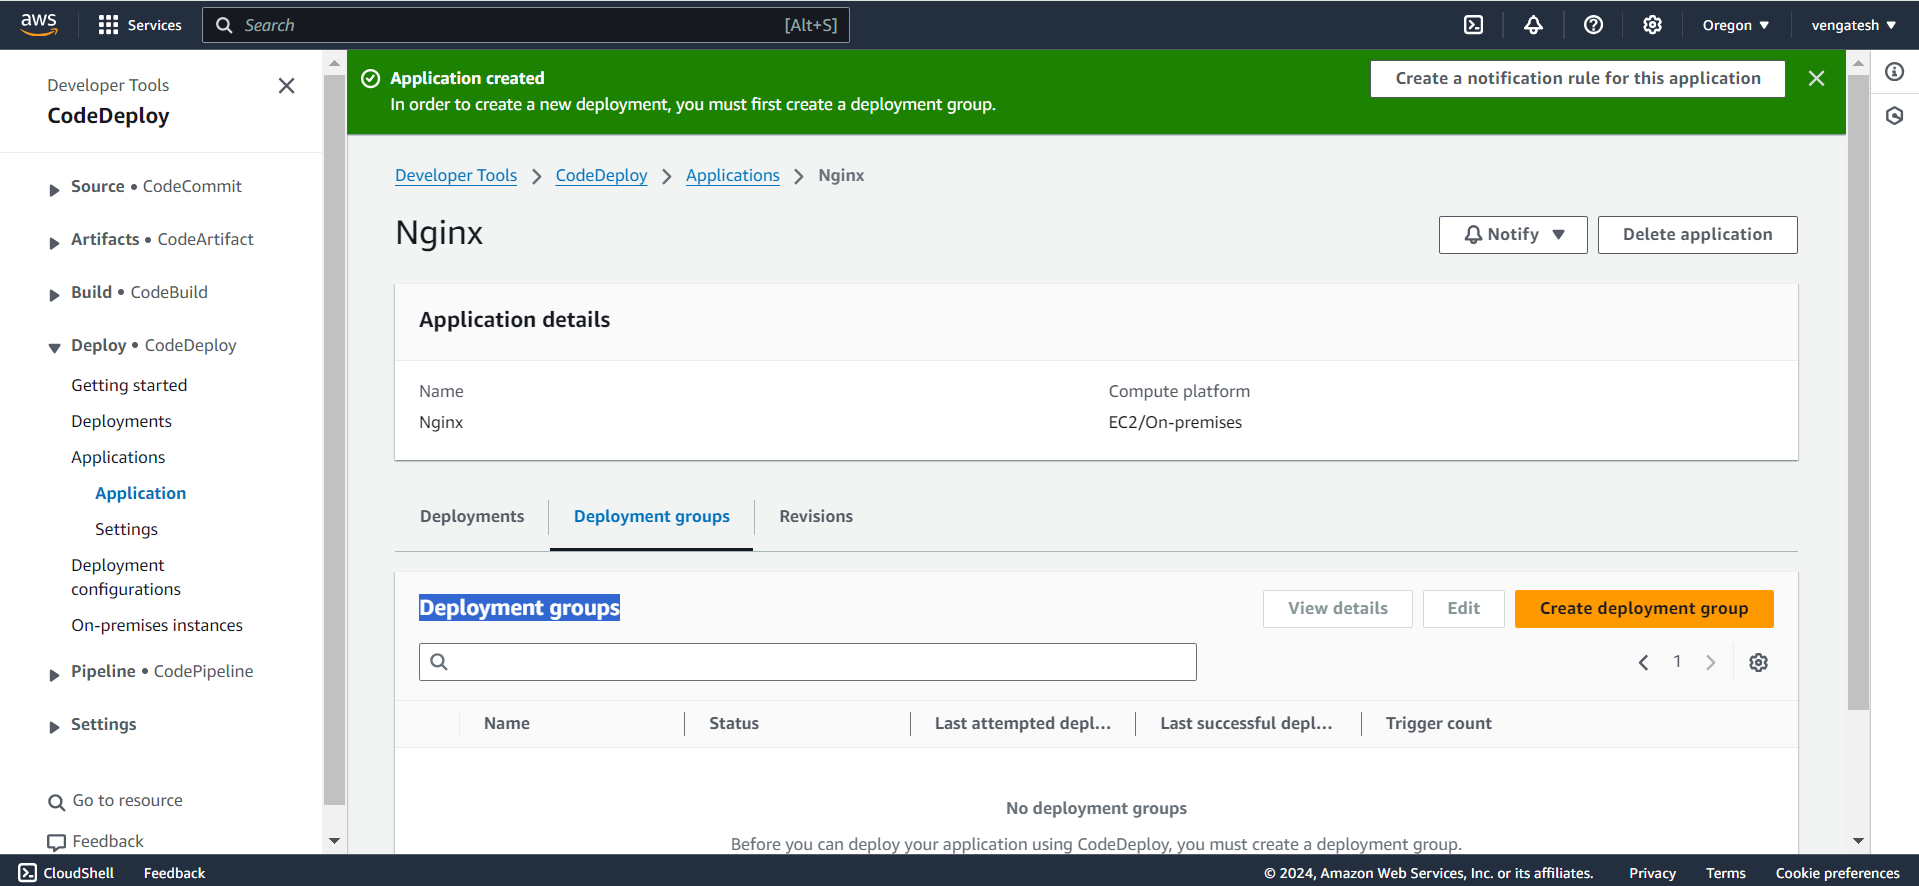 aws
Services
Search
[Alt+S]
Oregon ▼
vengatesh ▼
Developer Tools
CodeDeploy
Source • CodeCommit
Artifacts • CodeArtifact
Build • CodeBuild
Deploy • CodeDeploy
Getting started
Deployments
Applications
Application
Settings
Deployment
configurations
On-premises instances
Pipeline • CodePipeline
Settings
Go to resource
Feedback
Application created
In order to create a new deployment, you must first create a deployment group.
Create a notification rule for this application
Developer Tools > CodeDeploy > Applications > Nginx
Nginx
Notify ▼
Delete application
Application details
Name
Nginx
Compute platform
EC2/On-premises
Deployments
Deployment groups
Revisions
Deployment groups
View details
Edit
Create deployment group
1
Name
Status
Last attempted depl...
Last successful depl...
Trigger count
No deployment groups
Before you can deploy your application using CodeDeploy, you must create a deployment group.
CloudShell
Feedback
© 2024, Amazon Web Services, Inc. or its affiliates.
Privacy
Terms
Cookie preferences